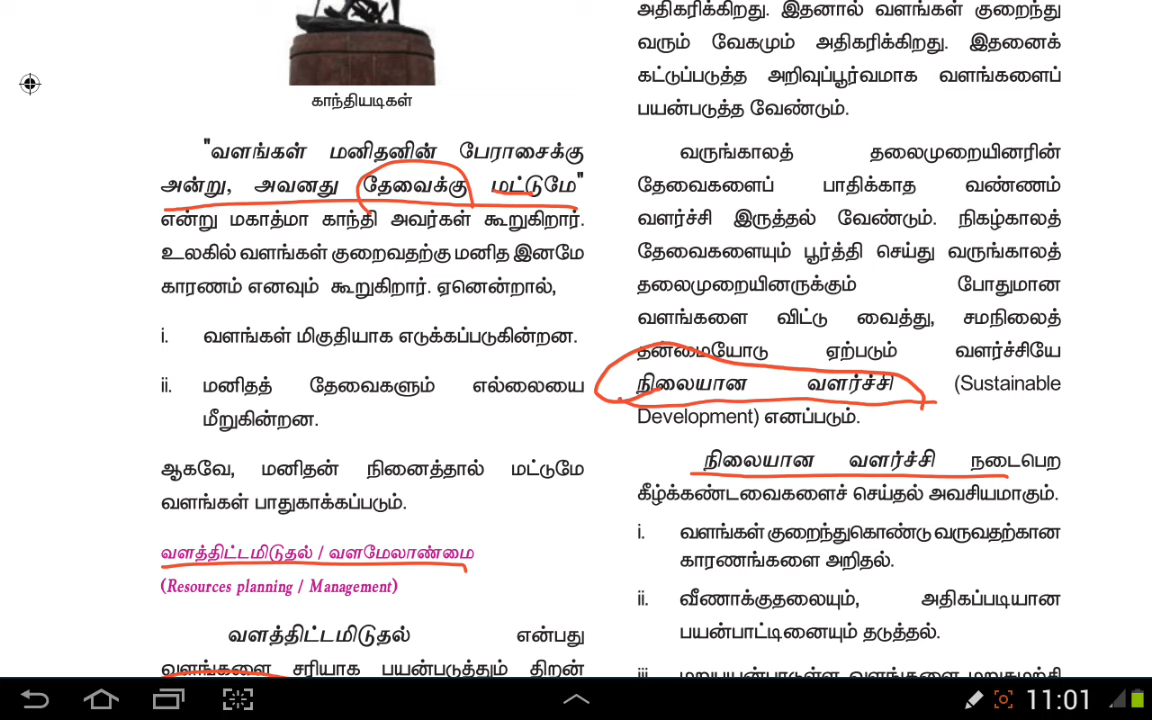 காந்தியடிகள்
"வளங்கள் மனிதனின் பேராசைக்கு
அன்று, அவனது தேவைக்கு மட்டுமே"
என்று மகாத்மா காந்தி அவர்கள் கூறுகிறார்.
உலகில் வளங்கள் குறைவதற்கு மனித இனமே
காரணம் எனவும் கூறுகிறார். ஏனென்றால்,
i. வளங்கள் மிகுதியாக எடுக்கப்படுகின்றன.
ii. மனிதத் தேவைகளும் எல்லையை
மீறுகின்றன.
ஆகவே, மனிதன் நினைத்தால் மட்டுமே
வளங்கள் பாதுகாக்கப்படும்.
வளத்திட்டமிடுதல் / வளமேலாண்மை
(Resources planning / Management)
வளத்திட்டமிடுதல் என்பது
வளங்களை சரியாக பயன்படுத்தும் திறன்
அதிகரிக்கிறது. இதனால் வளங்கள் குறைந்து
வரும் வேகமும் அதிகரிக்கிறது. இதனைக்
கட்டுப்படுத்த அறிவுப்பூர்வமாக வளங்களைப்
பயன்படுத்த வேண்டும்.
வருங்காலத் தலைமுறையினரின்
தேவைகளைப் பாதிக்காத வண்ணம்
வளர்ச்சி இருத்தல் வேண்டும். நிகழ்காலத்
தேவைகளையும் பூர்த்தி செய்து வருங்காலத்
தலைமுறையினருக்கும் போதுமான
வளங்களை விட்டு வைத்து, சமநிலைத்
தன்மையோடு ஏற்படும் வளர்ச்சியே
நிலையான வளர்ச்சி (Sustainable
Development) எனப்படும்.
நிலையான வளர்ச்சி நடைபெற
கீழ்க்கண்டவைகளைச் செய்தல் அவசியமாகும்.
i. வளங்கள் குறைந்துகொண்டு வருவதற்கான
காரணங்களை அறிதல்.
ii. வீணாக்குதலையும், அதிகப்படியான
பயன்பாட்டினையும் தடுத்தல்.
வளங்களை
11:01